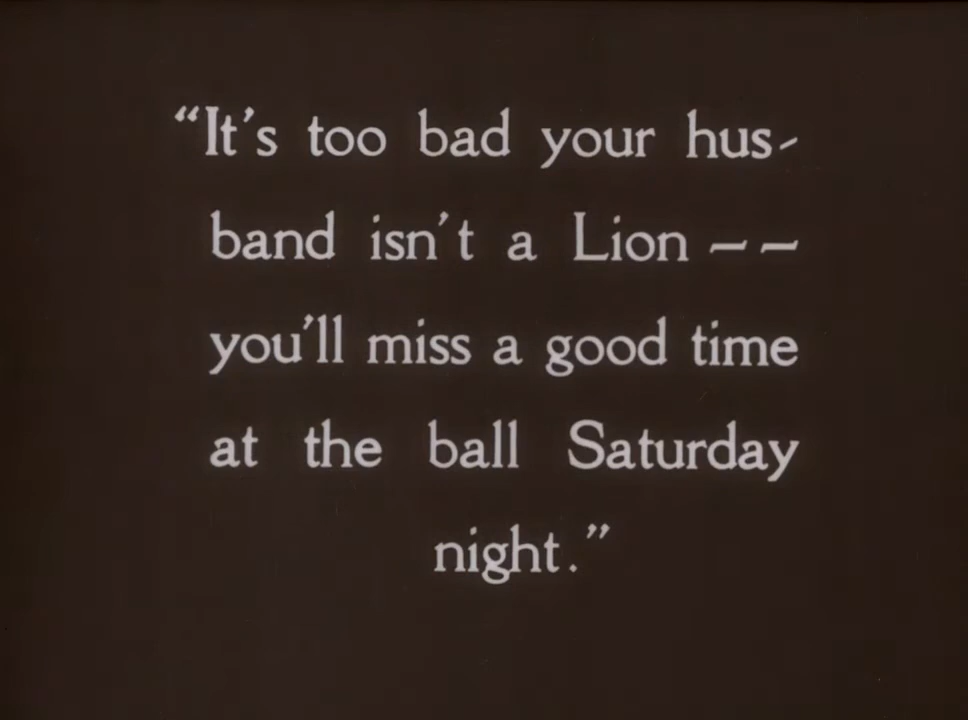 “It's too bad your hus-
band isn't a Lion--
you'll miss a good time
at the ball Saturday
night.”